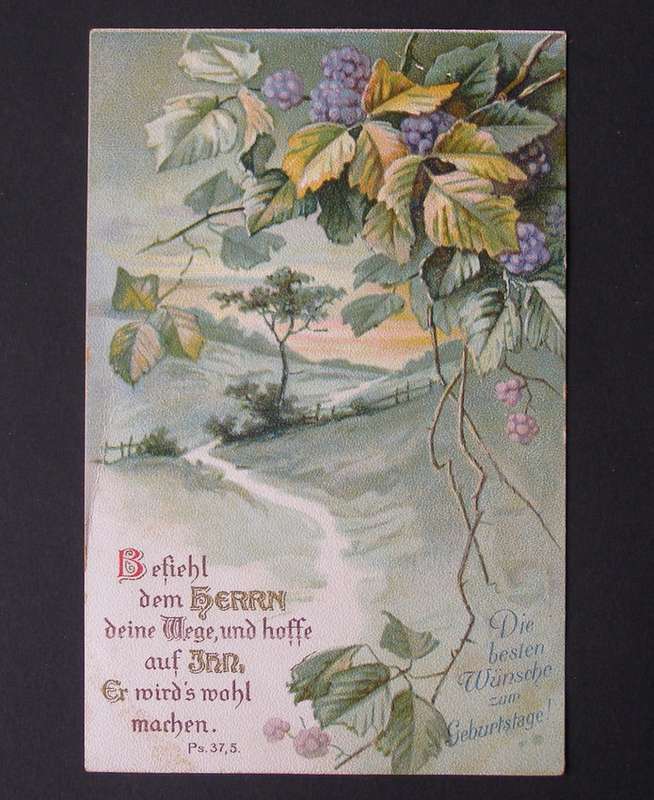 Befiehl
dem HERRN
deine Wege, und hoffe
auf IHN,
Er wird's wohl
machen.
Ps. 37, 5.
Die
besten
Wünsche
zum
Geburtstage!